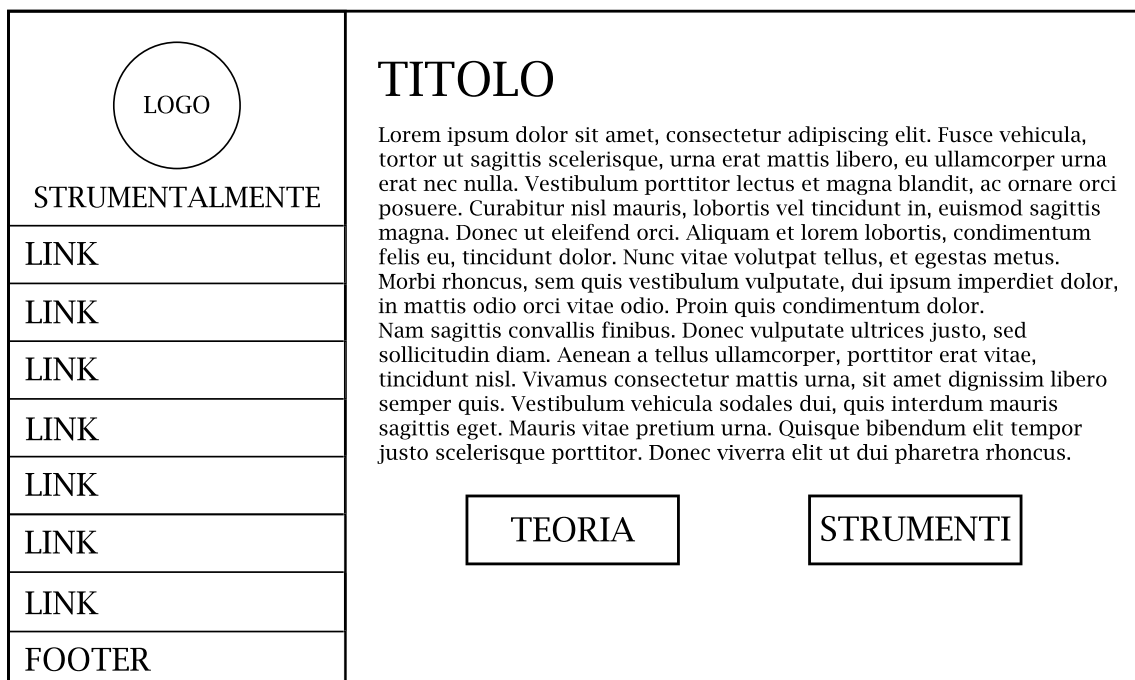 LOGO
STRUMENTALMENTE
LINK
LINK
LINK
LINK
LINK
LINK
LINK
FOOTER
TITOLO
Lorem ipsum dolor sit amet, consectetur adipiscing elit. Fusce vehicula,
tortor ut sagittis scelerisque, urna erat mattis libero, eu ullamcorper urna
erat nec nulla. Vestibulum porttitor lectus et magna blandit, ac ornare orci
posuere. Curabitur nisl mauris, lobortis vel tincidunt in, euismod sagittis
magna. Donec ut eleifend orci. Aliquam et lorem lobortis, condimentum
felis eu, tincidunt dolor. Nunc vitae volutpat tellus, et egestas metus.
Morbi rhoncus, sem quis vestibulum vulputate, dui ipsum imperdiet dolor,
in mattis odio orci vitae odio. Proin quis condimentum dolor.
Nam sagittis convallis finibus. Donec vulputate ultrices justo, sed
sollicitudin diam. Aenean a tellus ullamcorper, porttitor erat vitae,
tincidunt nisl. Vivamus consectetur mattis urna, sit amet dignissim libero
semper quis. Vestibulum vehicula sodales dui, quis interdum mauris
sagittis eget. Mauris vitae pretium urna. Quisque bibendum elit tempor
justo scelerisque porttitor. Donec viverra elit ut dui pharetra rhoncus.
TEORIA
STRUMENTI